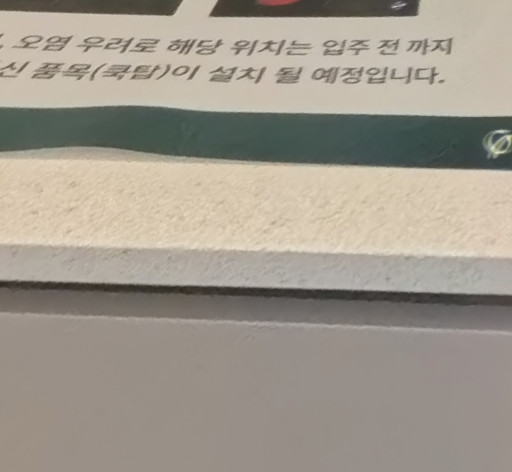 오염 우려로 해당 위치는 입주 전 까지
신 품목(쿡탑)이 설치 될 예정입니다.